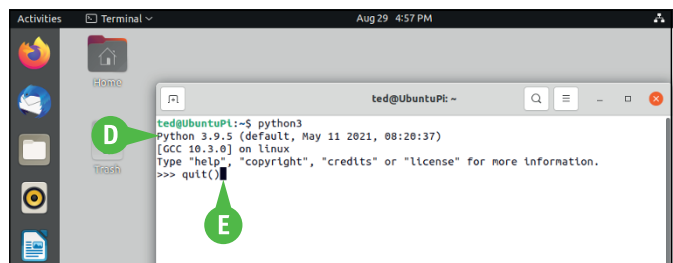 Activities Terminal Aug 29 4:57 PM
Home
ted@UbuntuPi: ~
ted@UbuntuPi:~$ python3
D
Python 3.9.5 (default, May 11 2021, 08:20:37)
[GCC 10.3.0] on linux
Type "help", "copyright", "credits" or "license" for more information.
Trash
>>> quit()
E